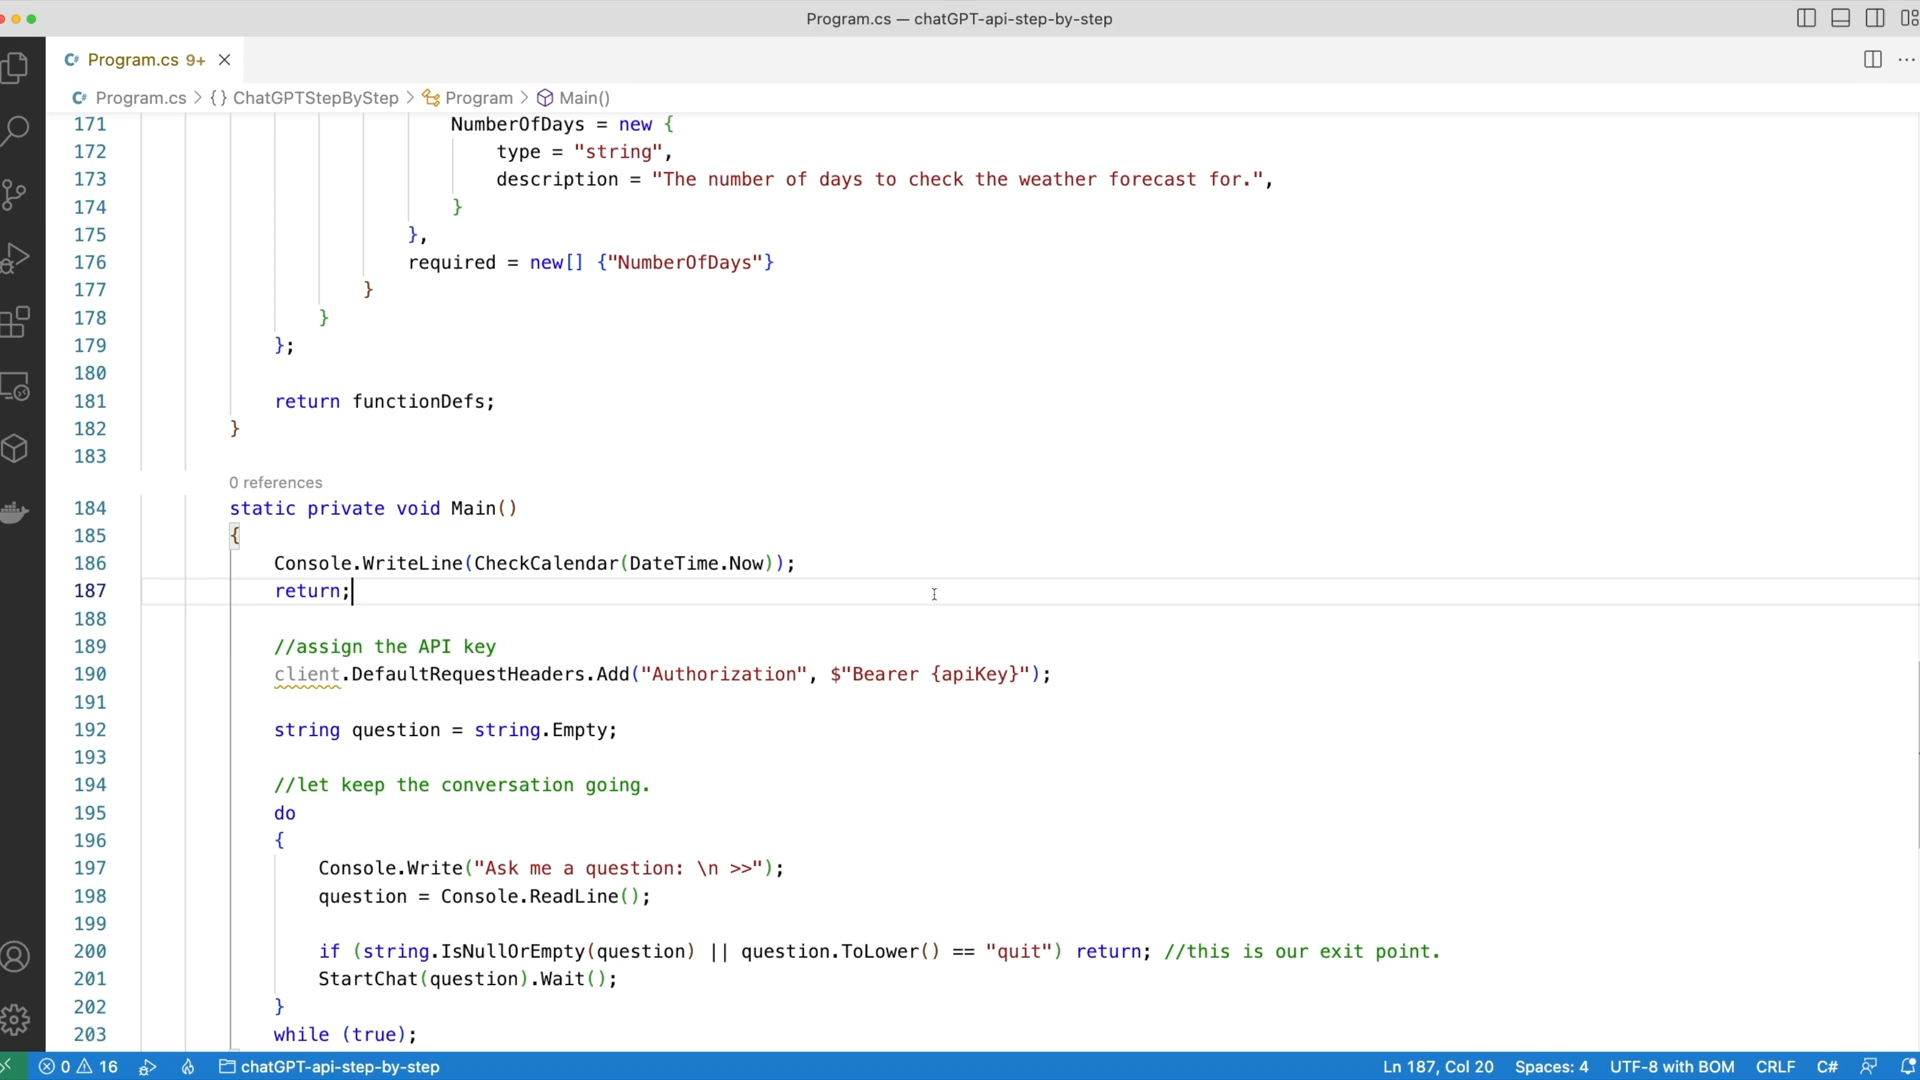 Program.cs — chatGPT-api-step-by-step
Program.cs 9+
Program.cs > {} ChatGPTStepByStep > Program > Main()
171 NumberOfDays = new {
172 type = "string",
173 description = "The number of days to check the weather forecast for.",
174 }
175 },
176 required = new[] {"NumberOfDays"}
177 }
178 }
179 };
180
181 return functionDefs;
182 }
183
0 references
184 static private void Main()
185 {
186 Console.WriteLine(CheckCalendar(DateTime.Now));
187 return;
188
189 //assign the API key
190 client.DefaultRequestHeaders.Add("Authorization", $"Bearer {apiKey}");
191
192 string question = string.Empty;
193
194 //let keep the conversation going.
195 do
196 {
197 Console.Write("Ask me a question: \n >>");
198 question = Console.ReadLine();
199
200 if (string.IsNullOrEmpty(question) || question.ToLower() == "quit") return; //this is our exit point.
201 StartChat(question).Wait();
202 }
203 while (true);
0 16 chatGPT-api-step-by-step Ln 187, Col 20 Spaces: 4 UTF-8 with BOM CRLF C#